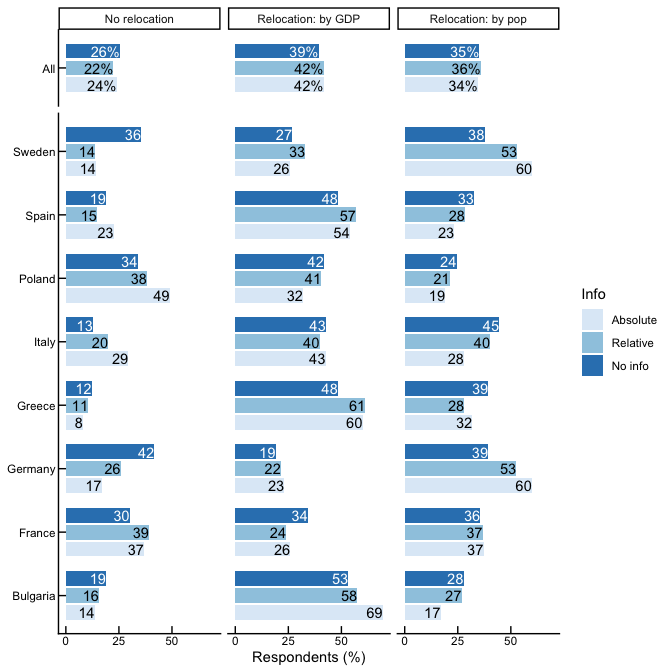 No relocation Relocation: by GDP Relocation: by pop
All
26% 39% 35%
22% 42% 36%
24% 42% 34%
Sweden
36 27 38
14 33 53
14 26 60
Spain
19 48 33
15 57 28
23 54 23
Poland
34 42 24
38 41 21
49 32 19
Italy
13 43 45
20 40 40
29 43 28
Greece
12 48 39
11 61 28
8 60 32
Germany
42 19 39
26 22 53
17 23 60
France
30 34 36
39 24 37
37 26 37
Bulgaria
19 53 28
16 58 27
14 69 17
0 25 50 0 25 50 0 25 50
Respondents (%)
Info
Absolute
Relative
No info